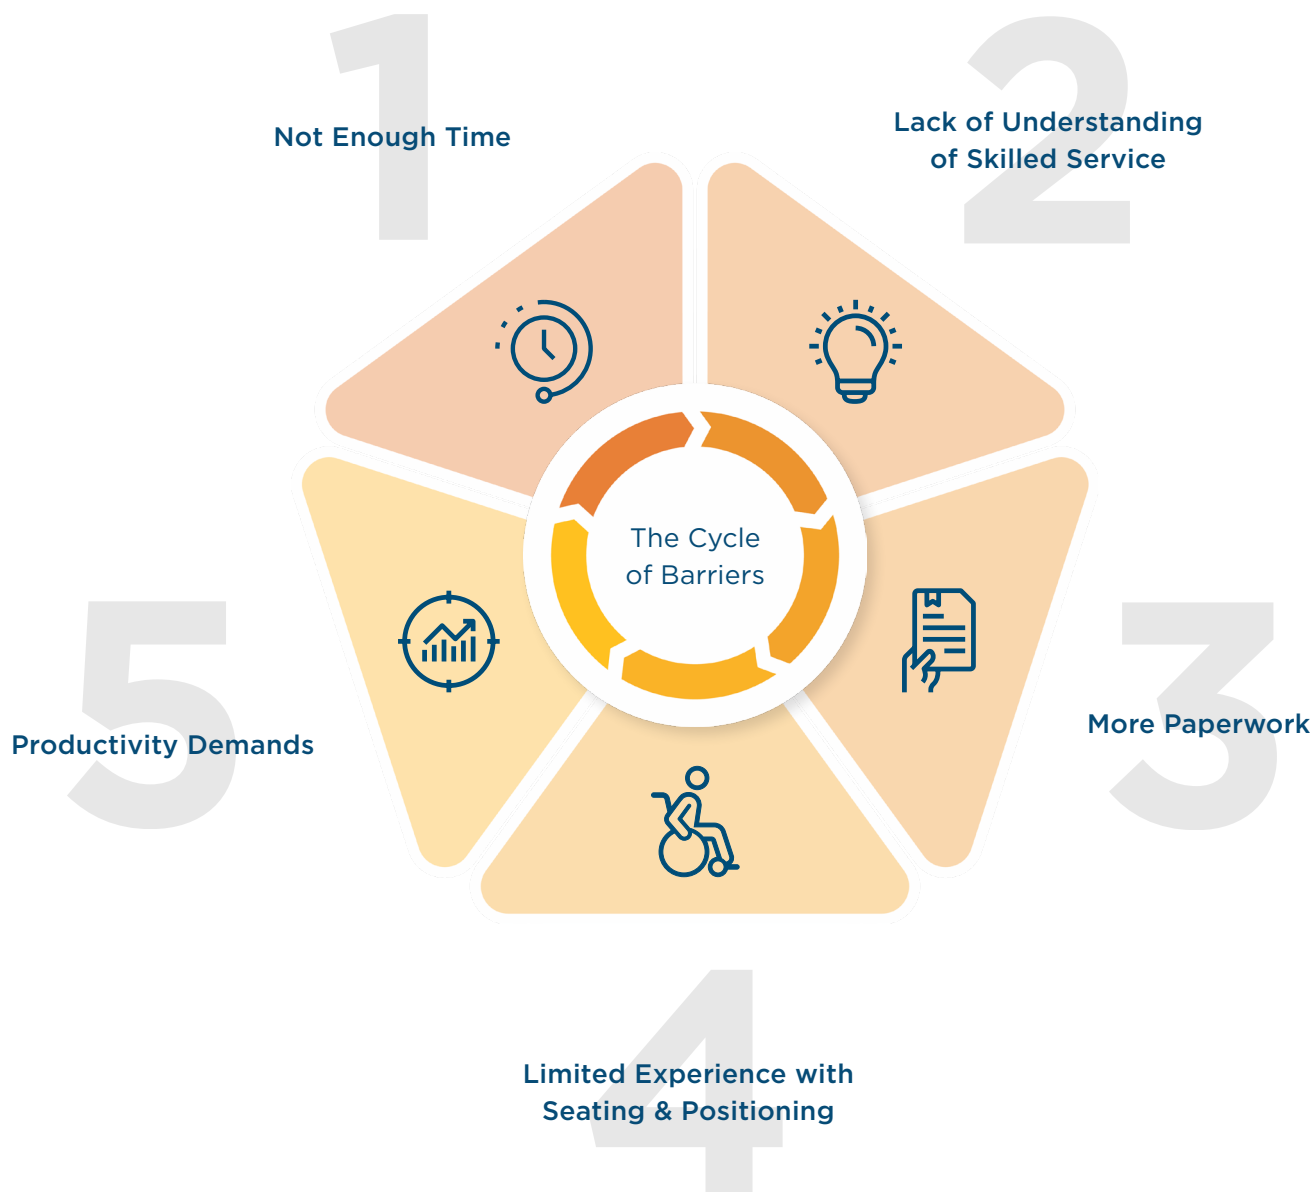 1
Not Enough Time
2
Lack of Understanding
of Skilled Service
The Cycle
of Barriers
3
More Paperwork
4
Limited Experience with
Seating & Positioning
5
Productivity Demands